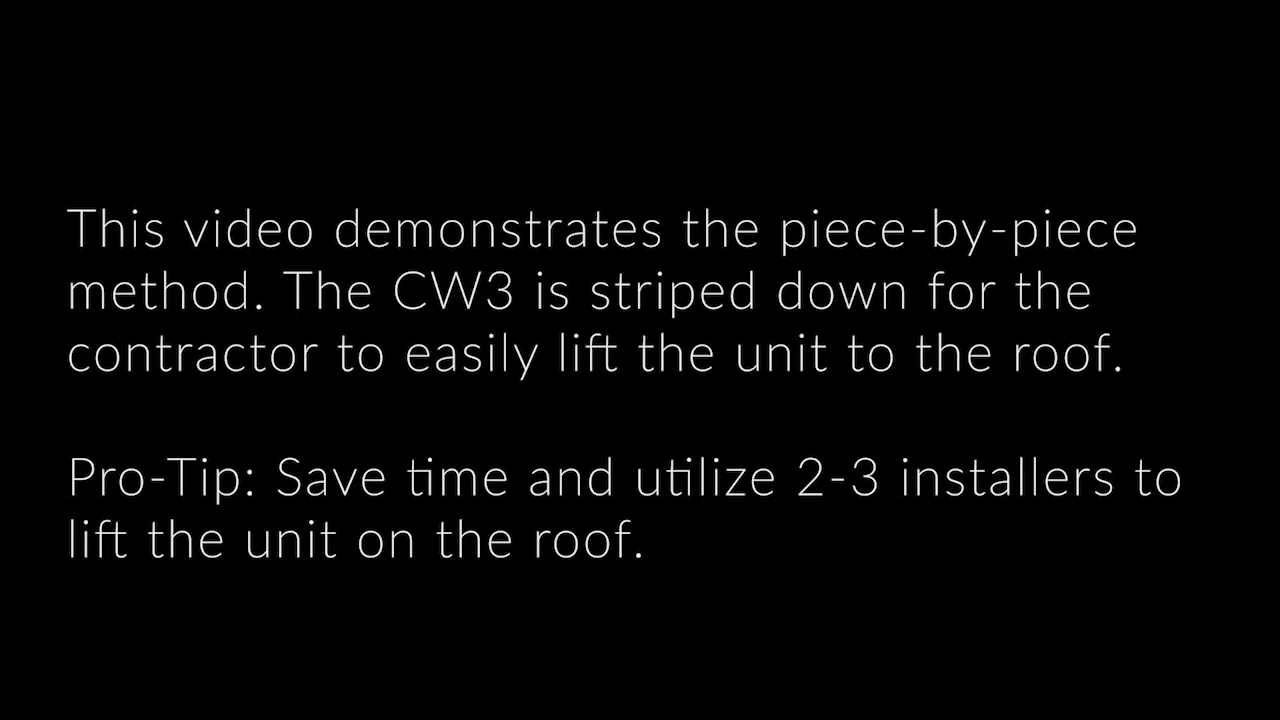 This video demonstrates the piece-by-piece
method. The CW3 is striped down for the
contractor to easily lift the unit to the roof.
Pro-Tip: Save time and utilize 2-3 installers to
lift the unit on the roof.